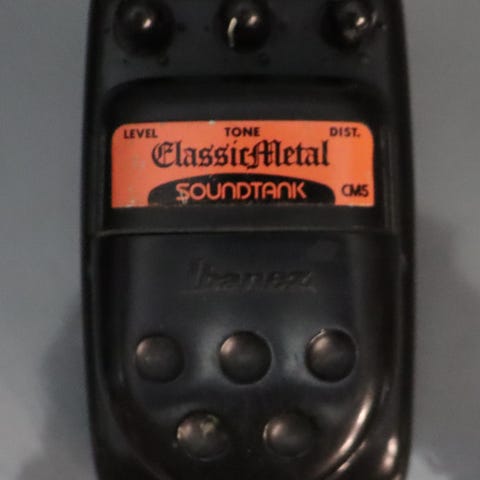 LEVEL TONE DIST.
ClassicMetal
SOUNDTANK CM5
Ibanez